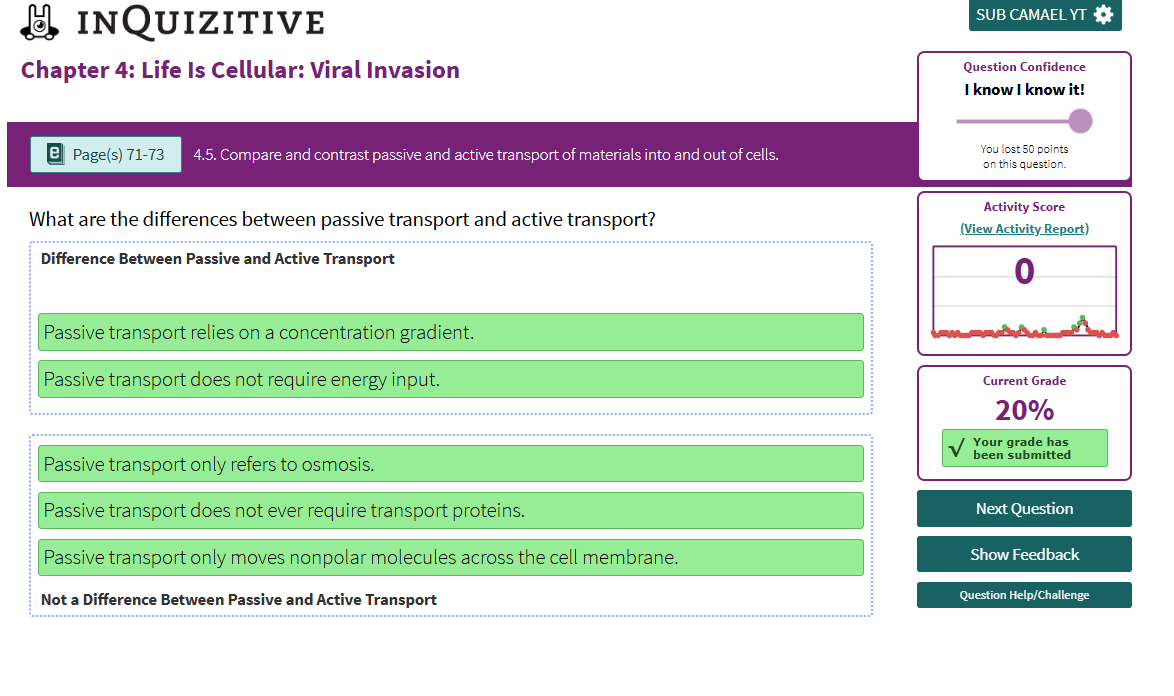 INQUIZITIVE
SUB CAMAEL YT
Chapter 4: Life Is Cellular: Viral Invasion
Question Confidence
I know I know it!
You lost 50 points
on this question.
e Page(s) 71-73
4.5. Compare and contrast passive and active transport of materials into and out of cells.
What are the differences between passive transport and active transport?
Difference Between Passive and Active Transport
Passive transport relies on a concentration gradient.
Passive transport does not require energy input.
Passive transport only refers to osmosis.
Passive transport does not ever require transport proteins.
Passive transport only moves nonpolar molecules across the cell membrane.
Not a Difference Between Passive and Active Transport
Activity Score
(View Activity Report)
0
Current Grade
20%
√ Your grade has
been submitted
Next Question
Show Feedback
Question Help/Challenge